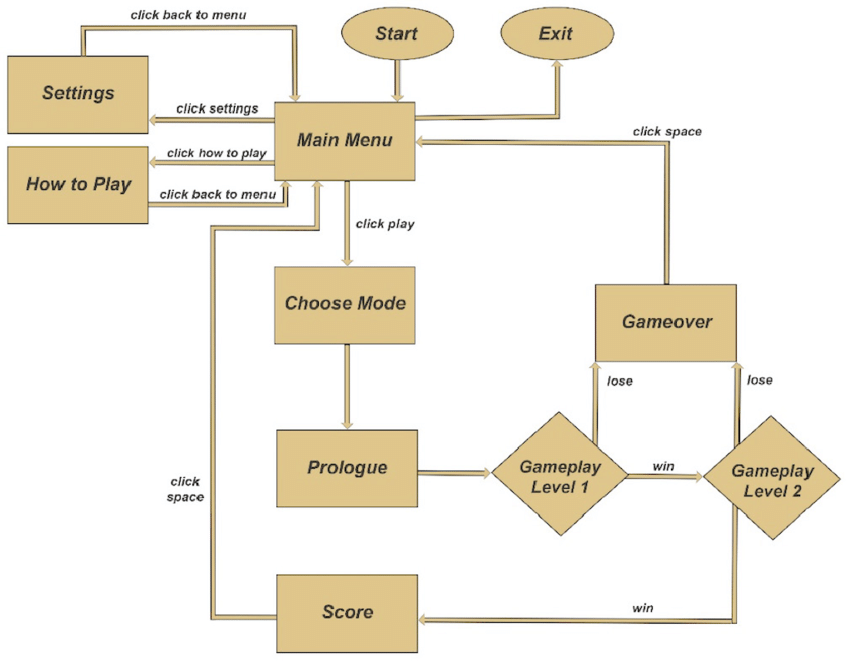 click back to menu
Start
Exit
Settings
click settings
Main Menu
click space
click how to play
How to Play
click back to menu
click play
Choose Mode
Gameover
lose
lose
Prologue
Gameplay
Level 1
win
Gameplay
Level 2
click
space
Score
win